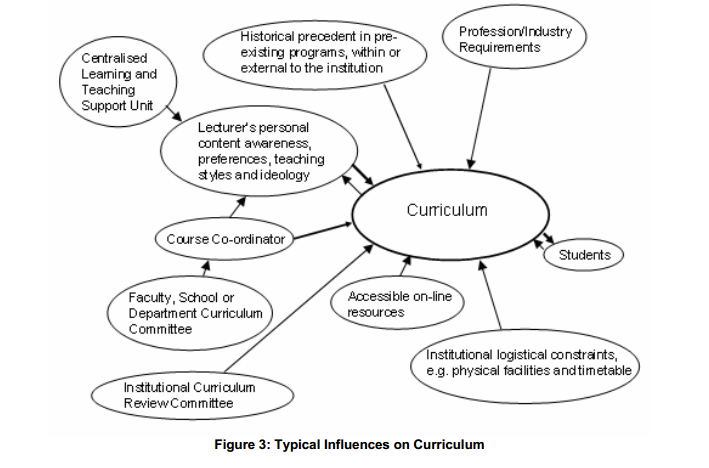 Historical precedent in pre-
existing programs, within or
external to the institution
Profession/Industry
Requirements
Centralised
Learning and
Teaching
Support Unit
Lecturer's personal
content awareness,
preferences, teaching
styles and ideology
Curriculum
Course Co-ordinator
Students
Faculty, School or
Department Curriculum
Committee
Accessible on-line
resources
Institutional logistical constraints,
e.g. physical facilities and timetable
Institutional Curriculum
Review Committee
Figure 3: Typical Influences on Curriculum